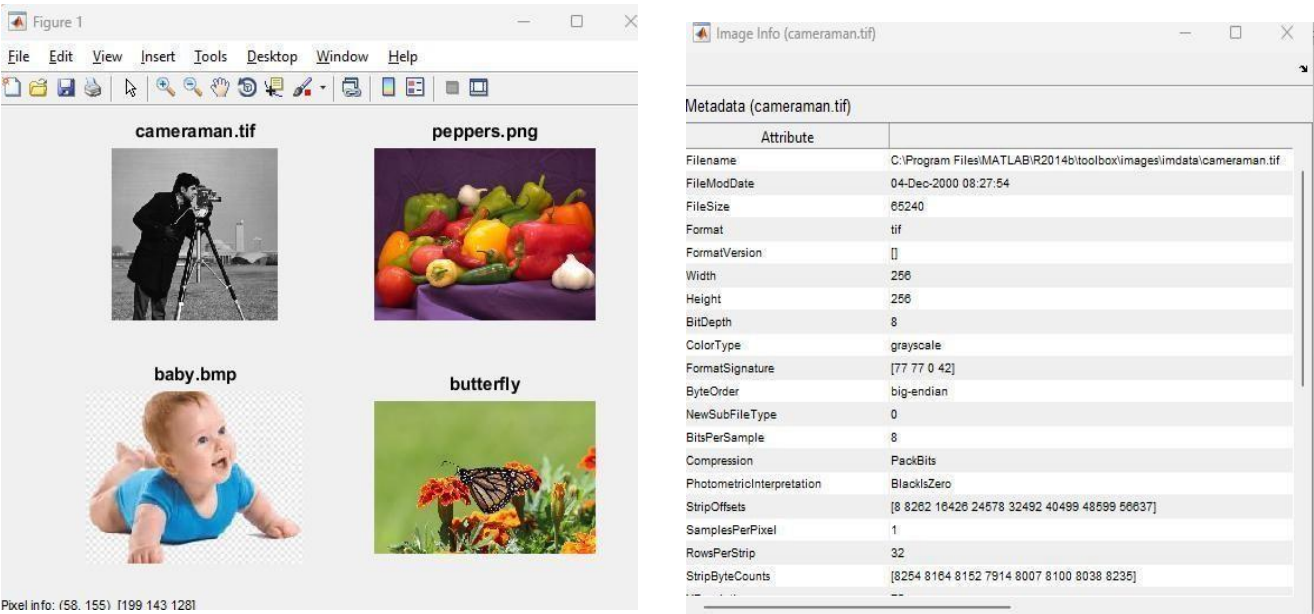 Figure 1
File Edit View Insert Tools Desktop Window Help
cameraman.tif
peppers.png
baby.bmp
butterfly
Pixel info: (58, 155) [199 143 128]
Image Info (cameraman.tif)
Metadata (cameraman.tif)
Attribute
Filename C:\Program Files\MATLAB\R2014b\toolbox\images\imdata\cameraman.tif
FileModDate 04-Dec-2000 08:27:54
FileSize 65240
Format tif
FormatVersion []
Width 256
Height 256
BitDepth 8
ColorType grayscale
FormatSignature [77 77 0 42]
ByteOrder big-endian
NewSubFileType 0
BitsPerSample 8
Compression PackBits
PhotometricInterpretation BlackIsZero
StripOffsets [8 8262 16426 24578 32492 40499 48599 56637]
SamplesPerPixel 1
RowsPerStrip 32
StripByteCounts [8254 8164 8152 7914 8007 8100 8038 8235]